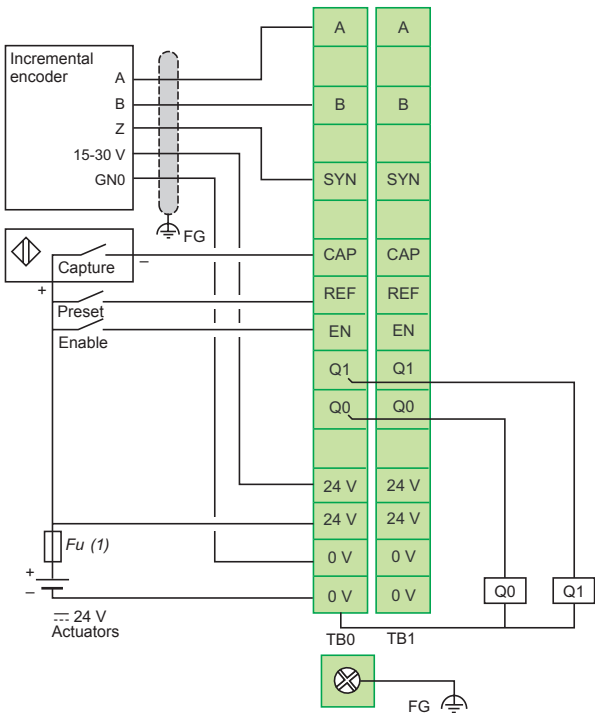 A A
Incremental
encoder
A
B
B B
Z
15-30 V
GN0
SYN SYN
FG
CAP CAP
Capture
–
+
REF REF
Preset
EN EN
Enable
Q1 Q1
Q0 Q0
24 V 24 V
24 V 24 V
Fu (1)
0 V 0 V
+
–
0 V 0 V
Q0 Q1
24 V
Actuators
TB0 TB1
FG